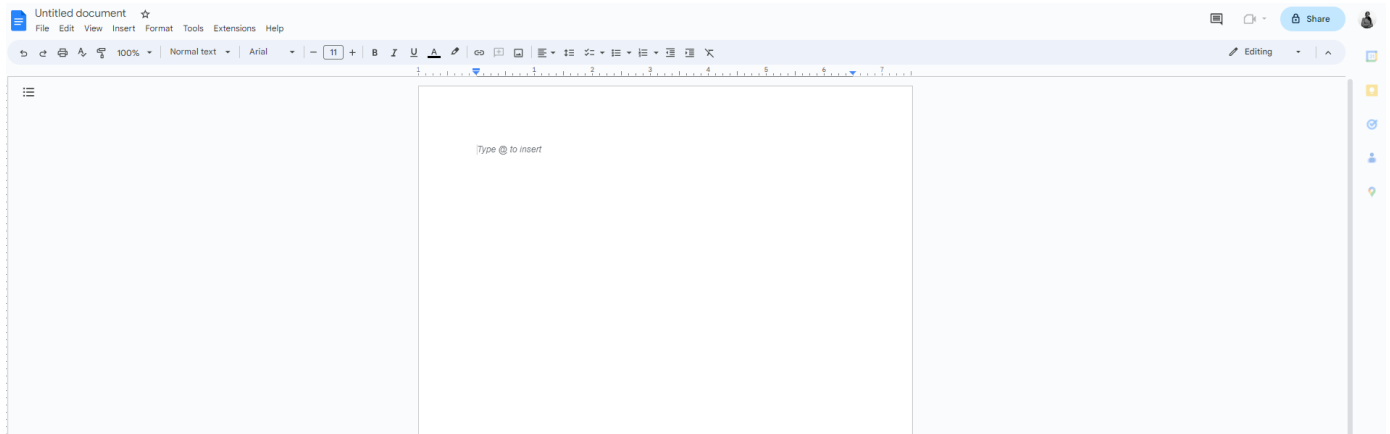 Untitled document
Share
File Edit View Insert Format Tools Extensions Help
100% Normal text Arial 11 B I U A Editing
1 1 2 3 4 5 6 7
Type @ to insert